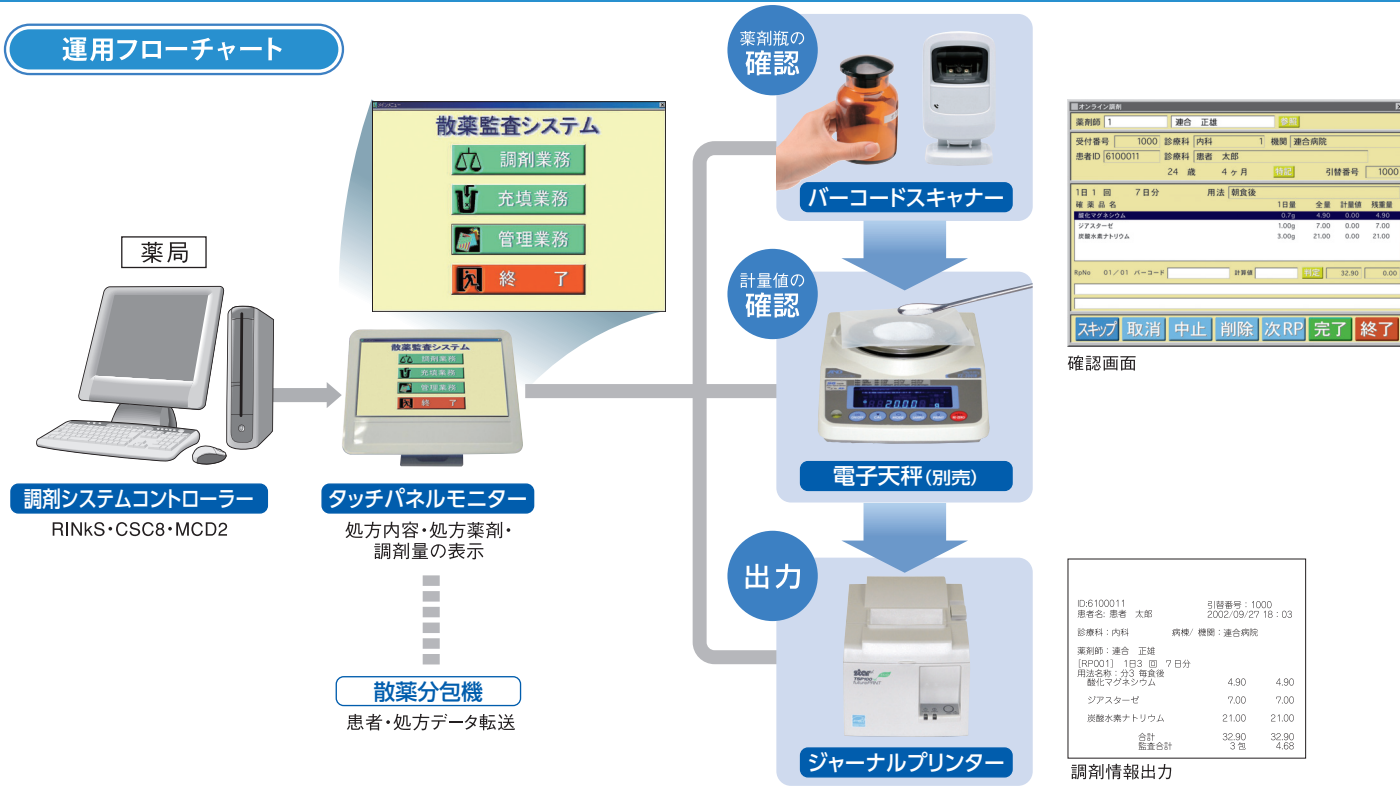 運用フローチャート
薬局
調剤システムコントローラー
RINkS・CSC8・MCD2
散薬監査システム
調剤業務
充填業務
管理業務
終 了
散薬監査システム
調剤業務
充填業務
管理業務
終 了
タッチパネルモニター
処方内容・処方薬剤・
調剤量の表示
散薬分包機
患者・処方データ転送
薬剤瓶の
確認
バーコードスキャナー
計量値の
確認
電子天秤(別売)
出力
star
TSP100
ジャーナルプリンター
オンライン調剤
薬剤師 1 連合 正雄
受付番号 1000 診療科 内科 1 機関 連合病院
患者ID 6100011 診療科 患者 太郎
24 歳 4 ヶ月 引替番号 1000
1日 1 回 7日分 用法 朝食後
確 薬 品 名 1日量 全量 計量値 残重量
酸化マグネシウム 0.7g 4.90 0.00 4.90
ジアスターゼ 1.00g 7.00 0.00 7.00
炭酸水素ナトリウム 3.00g 21.00 0.00 21.00
RpNo 01/01 バーコード 計算値 32.90 0.00
スキップ 取消 中止 削除 次RP 完了 終了
確認画面
ID:6100011 引替番号：1000
患者名: 患者 太郎 2002/09/27 18：03
診療科：内科 病棟/ 機関：連合病院
薬剤師：連合 正雄
[RP001] 1日3 回 7日分
用法名称：分3 毎食後
酸化マグネシウム 4.90 4.90
ジアスターゼ 7.00 7.00
炭酸水素ナトリウム 21.00 21.00
合計 32.90 32.90
監査合計 3包 4.68
調剤情報出力